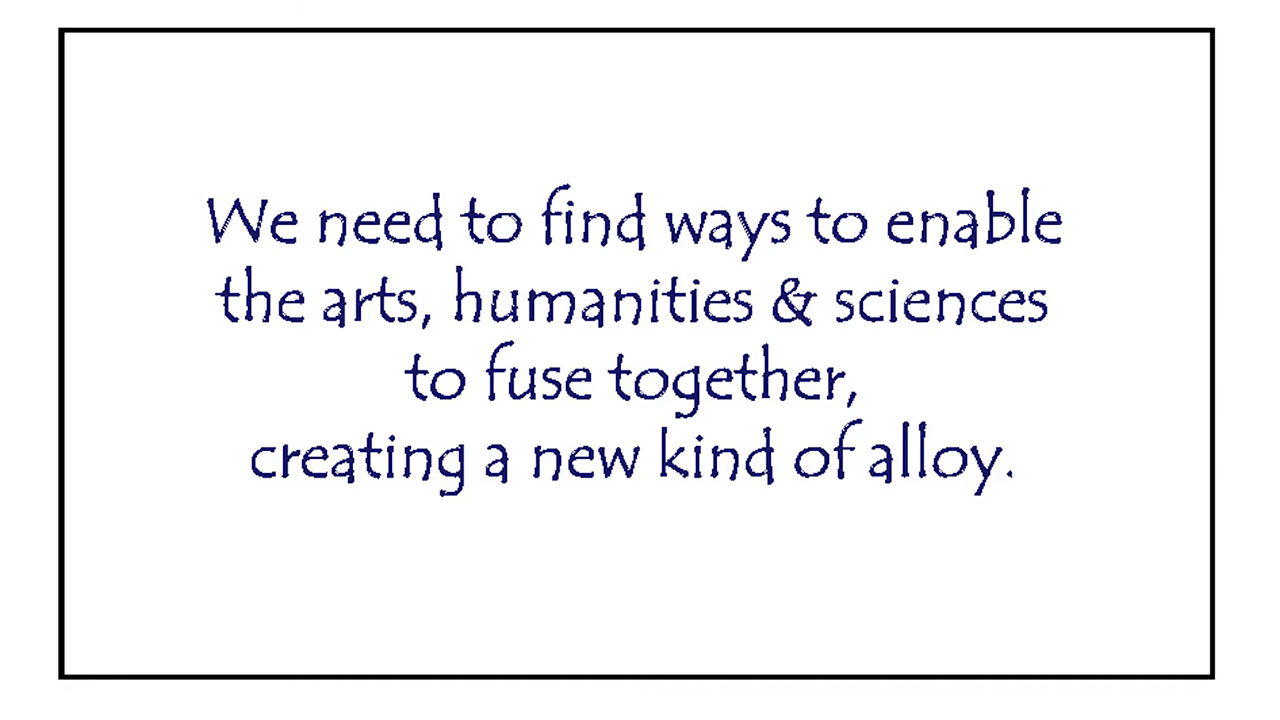 We need to find ways to enable
the arts, humanities & sciences
to fuse together,
creating a new kind of alloy.